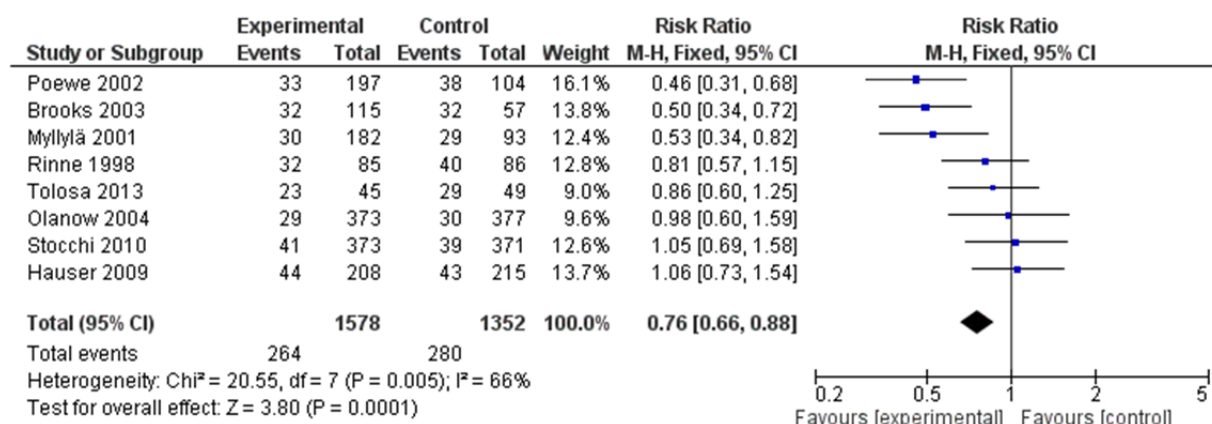 Experimental Control Risk Ratio Risk Ratio
Study or Subgroup Events Total Events Total Weight M-H, Fixed, 95% CI M-H, Fixed, 95% CI
Poewe 2002 33 197 38 104 16.1% 0.46 [0.31, 0.68]
Brooks 2003 32 115 32 57 13.8% 0.50 [0.34, 0.72]
Myllylä 2001 30 182 29 93 12.4% 0.53 [0.34, 0.82]
Rinne 1998 32 85 40 86 12.8% 0.81 [0.57, 1.15]
Tolosa 2013 23 45 29 49 9.0% 0.86 [0.60, 1.25]
Olanow 2004 29 373 30 377 9.6% 0.98 [0.60, 1.59]
Stocchi 2010 41 373 39 371 12.6% 1.05 [0.69, 1.58]
Hauser 2009 44 208 43 215 13.7% 1.06 [0.73, 1.54]
Total (95% CI) 1578 1352 100.0% 0.76 [0.66, 0.88]
Total events 264 280
Heterogeneity: Chi² = 20.55, df = 7 (P = 0.005); I² = 66%
Test for overall effect: Z = 3.80 (P = 0.0001)
0.2 0.5 1 2 5
Favours [experimental] Favours [control]